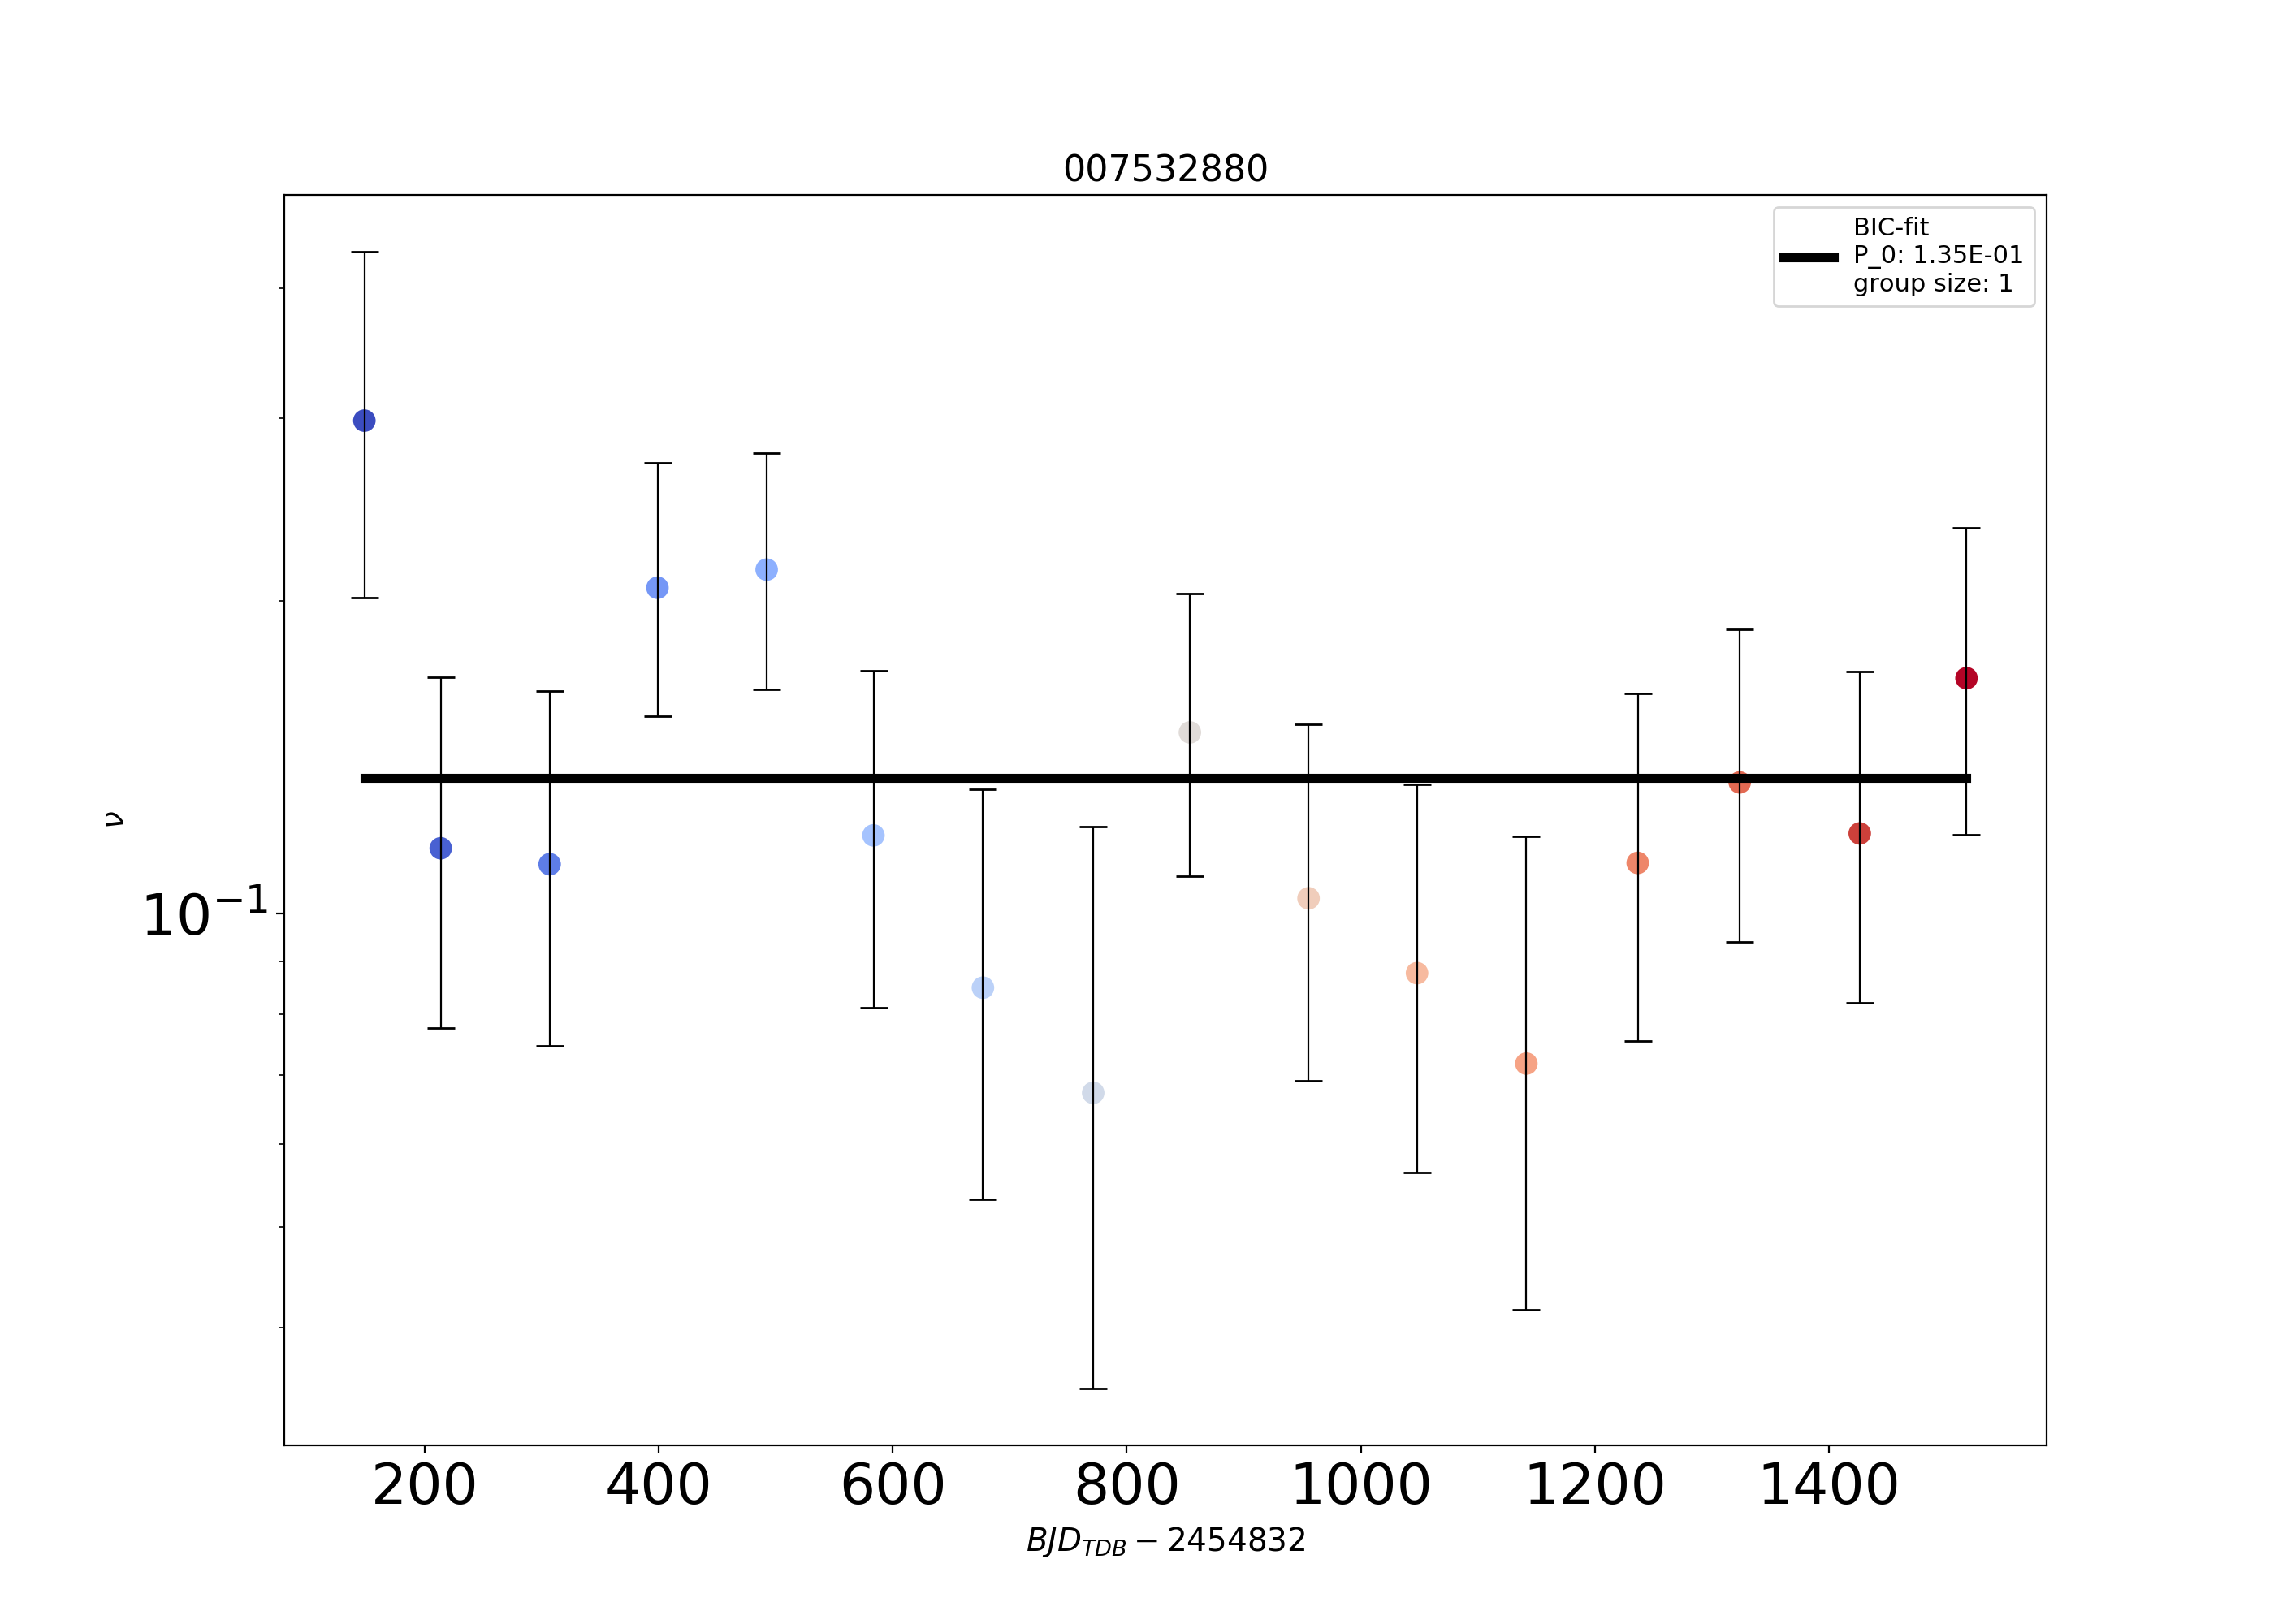 007532880
BIC-fit
P_0: 1.35E-01
group size: 1
ν
10⁻¹
200 400 600 800 1000 1200 1400
BJD_TDB − 2454832